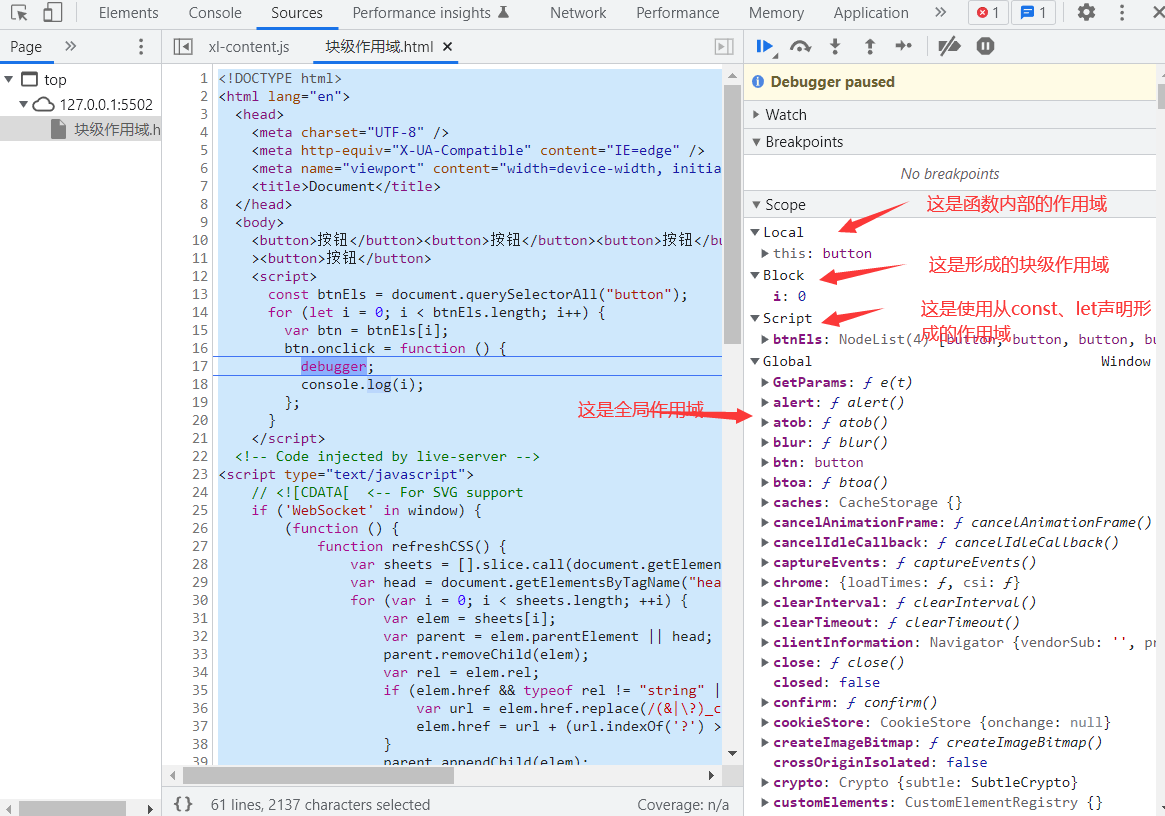 Elements Console Sources Performance insights Network Performance Memory Application » 1 1
Page » xl-content.js 块级作用域.html ×
top
127.0.0.1:5502
块级作用域.h
1 <!DOCTYPE html>
2 <html lang="en">
3 <head>
4 <meta charset="UTF-8" />
5 <meta http-equiv="X-UA-Compatible" content="IE=edge" />
6 <meta name="viewport" content="width=device-width, initia
7 <title>Document</title>
8 </head>
9 <body>
10 <button>按钮</button><button>按钮</button><button>按钮</bu
11 ><button>按钮</button>
12 <script>
13 const btnEls = document.querySelectorAll("button");
14 for (let i = 0; i < btnEls.length; i++) {
15 var btn = btnEls[i];
16 btn.onclick = function () {
17 debugger;
18 console.log(i);
19 };
20 }
21 </script>
22 <!-- Code injected by live-server -->
23 <script type="text/javascript">
24 // <![CDATA[ <-- For SVG support
25 if ('WebSocket' in window) {
26 (function () {
27 function refreshCSS() {
28 var sheets = [].slice.call(document.getElemen
29 var head = document.getElementsByTagName("hea
30 for (var i = 0; i < sheets.length; ++i) {
31 var elem = sheets[i];
32 var parent = elem.parentElement || head;
33 parent.removeChild(elem);
34 var rel = elem.rel;
35 if (elem.href && typeof rel != "string" |
36 var url = elem.href.replace(/(&|\?)_c
37 elem.href = url + (url.indexOf('?') >
38 }
39 parent.appendChild(elem);
{} 61 lines, 2137 characters selected Coverage: n/a
Debugger paused
Watch
Breakpoints
No breakpoints
Scope
这是函数内部的作用域
Local
this: button
这是形成的块级作用域
Block
i: 0
这是使用从const、let声明形
成的作用域
Script
btnEls: NodeList(4) [button, button, button, bu
Global Window
GetParams: ƒ e(t)
alert: ƒ alert()
这是全局作用域
atob: ƒ atob()
blur: ƒ blur()
btn: button
btoa: ƒ btoa()
caches: CacheStorage {}
cancelAnimationFrame: ƒ cancelAnimationFrame()
cancelIdleCallback: ƒ cancelIdleCallback()
captureEvents: ƒ captureEvents()
chrome: {loadTimes: ƒ, csi: ƒ}
clearInterval: ƒ clearInterval()
clearTimeout: ƒ clearTimeout()
clientInformation: Navigator {vendorSub: '', pr
close: ƒ close()
closed: false
confirm: ƒ confirm()
cookieStore: CookieStore {onchange: null}
createImageBitmap: ƒ createImageBitmap()
crossOriginIsolated: false
crypto: Crypto {subtle: SubtleCrypto}
customElements: CustomElementRegistry {}